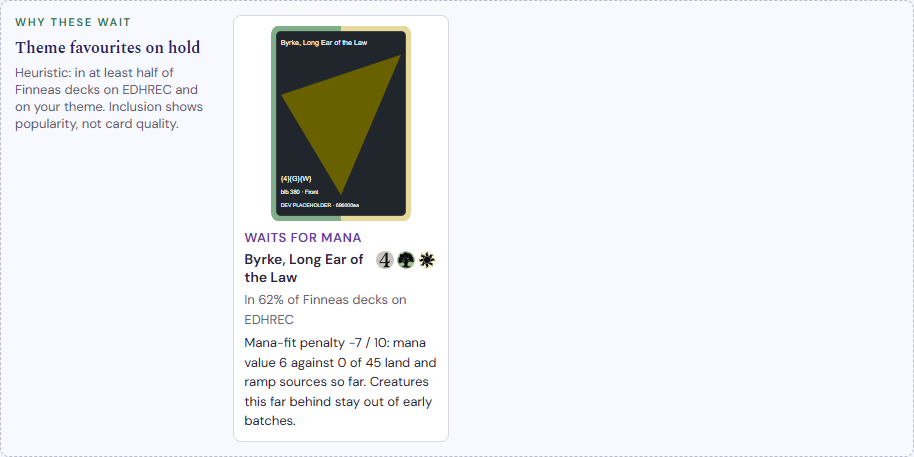 WHY THESE WAIT
Theme favourites on hold
Heuristic: in at least half of
Finneas decks on EDHREC and
on your theme. Inclusion shows
popularity, not card quality.
Byrke, Long Ear of the Law
{4}{G}{W}
blb 380 · Front
DEV PLACEHOLDER · 696000ea
WAITS FOR MANA
Byrke, Long Ear of
the Law
4
In 62% of Finneas decks on
EDHREC
Mana-fit penalty -7 / 10: mana
value 6 against 0 of 45 land and
ramp sources so far. Creatures
this far behind stay out of early
batches.